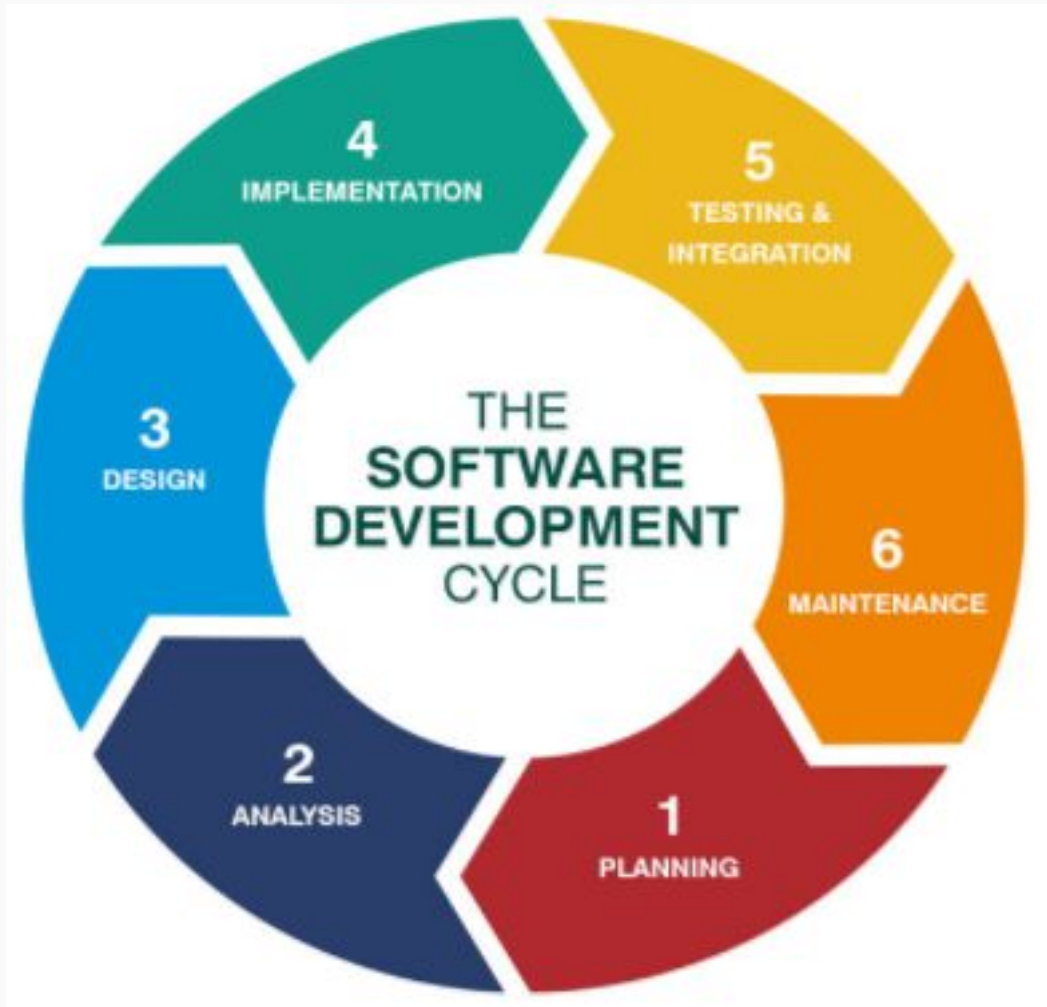 THE
SOFTWARE
DEVELOPMENT
CYCLE
1
PLANNING
2
ANALYSIS
3
DESIGN
4
IMPLEMENTATION
5
TESTING &
INTEGRATION
6
MAINTENANCE